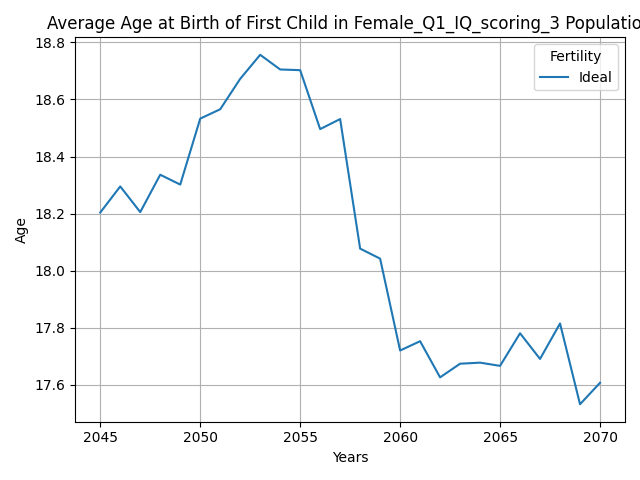 Average Age at Birth of First Child in Female_Q1_IQ_scoring_3 Populatio
Fertility
Ideal
Age
18.8
18.6
18.4
18.2
18.0
17.8
17.6
2045 2050 2055 2060 2065 2070
Years